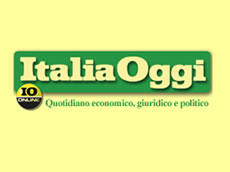 ItaliaOggi
IO
ONLINE
Quotidiano economico, giuridico e politico